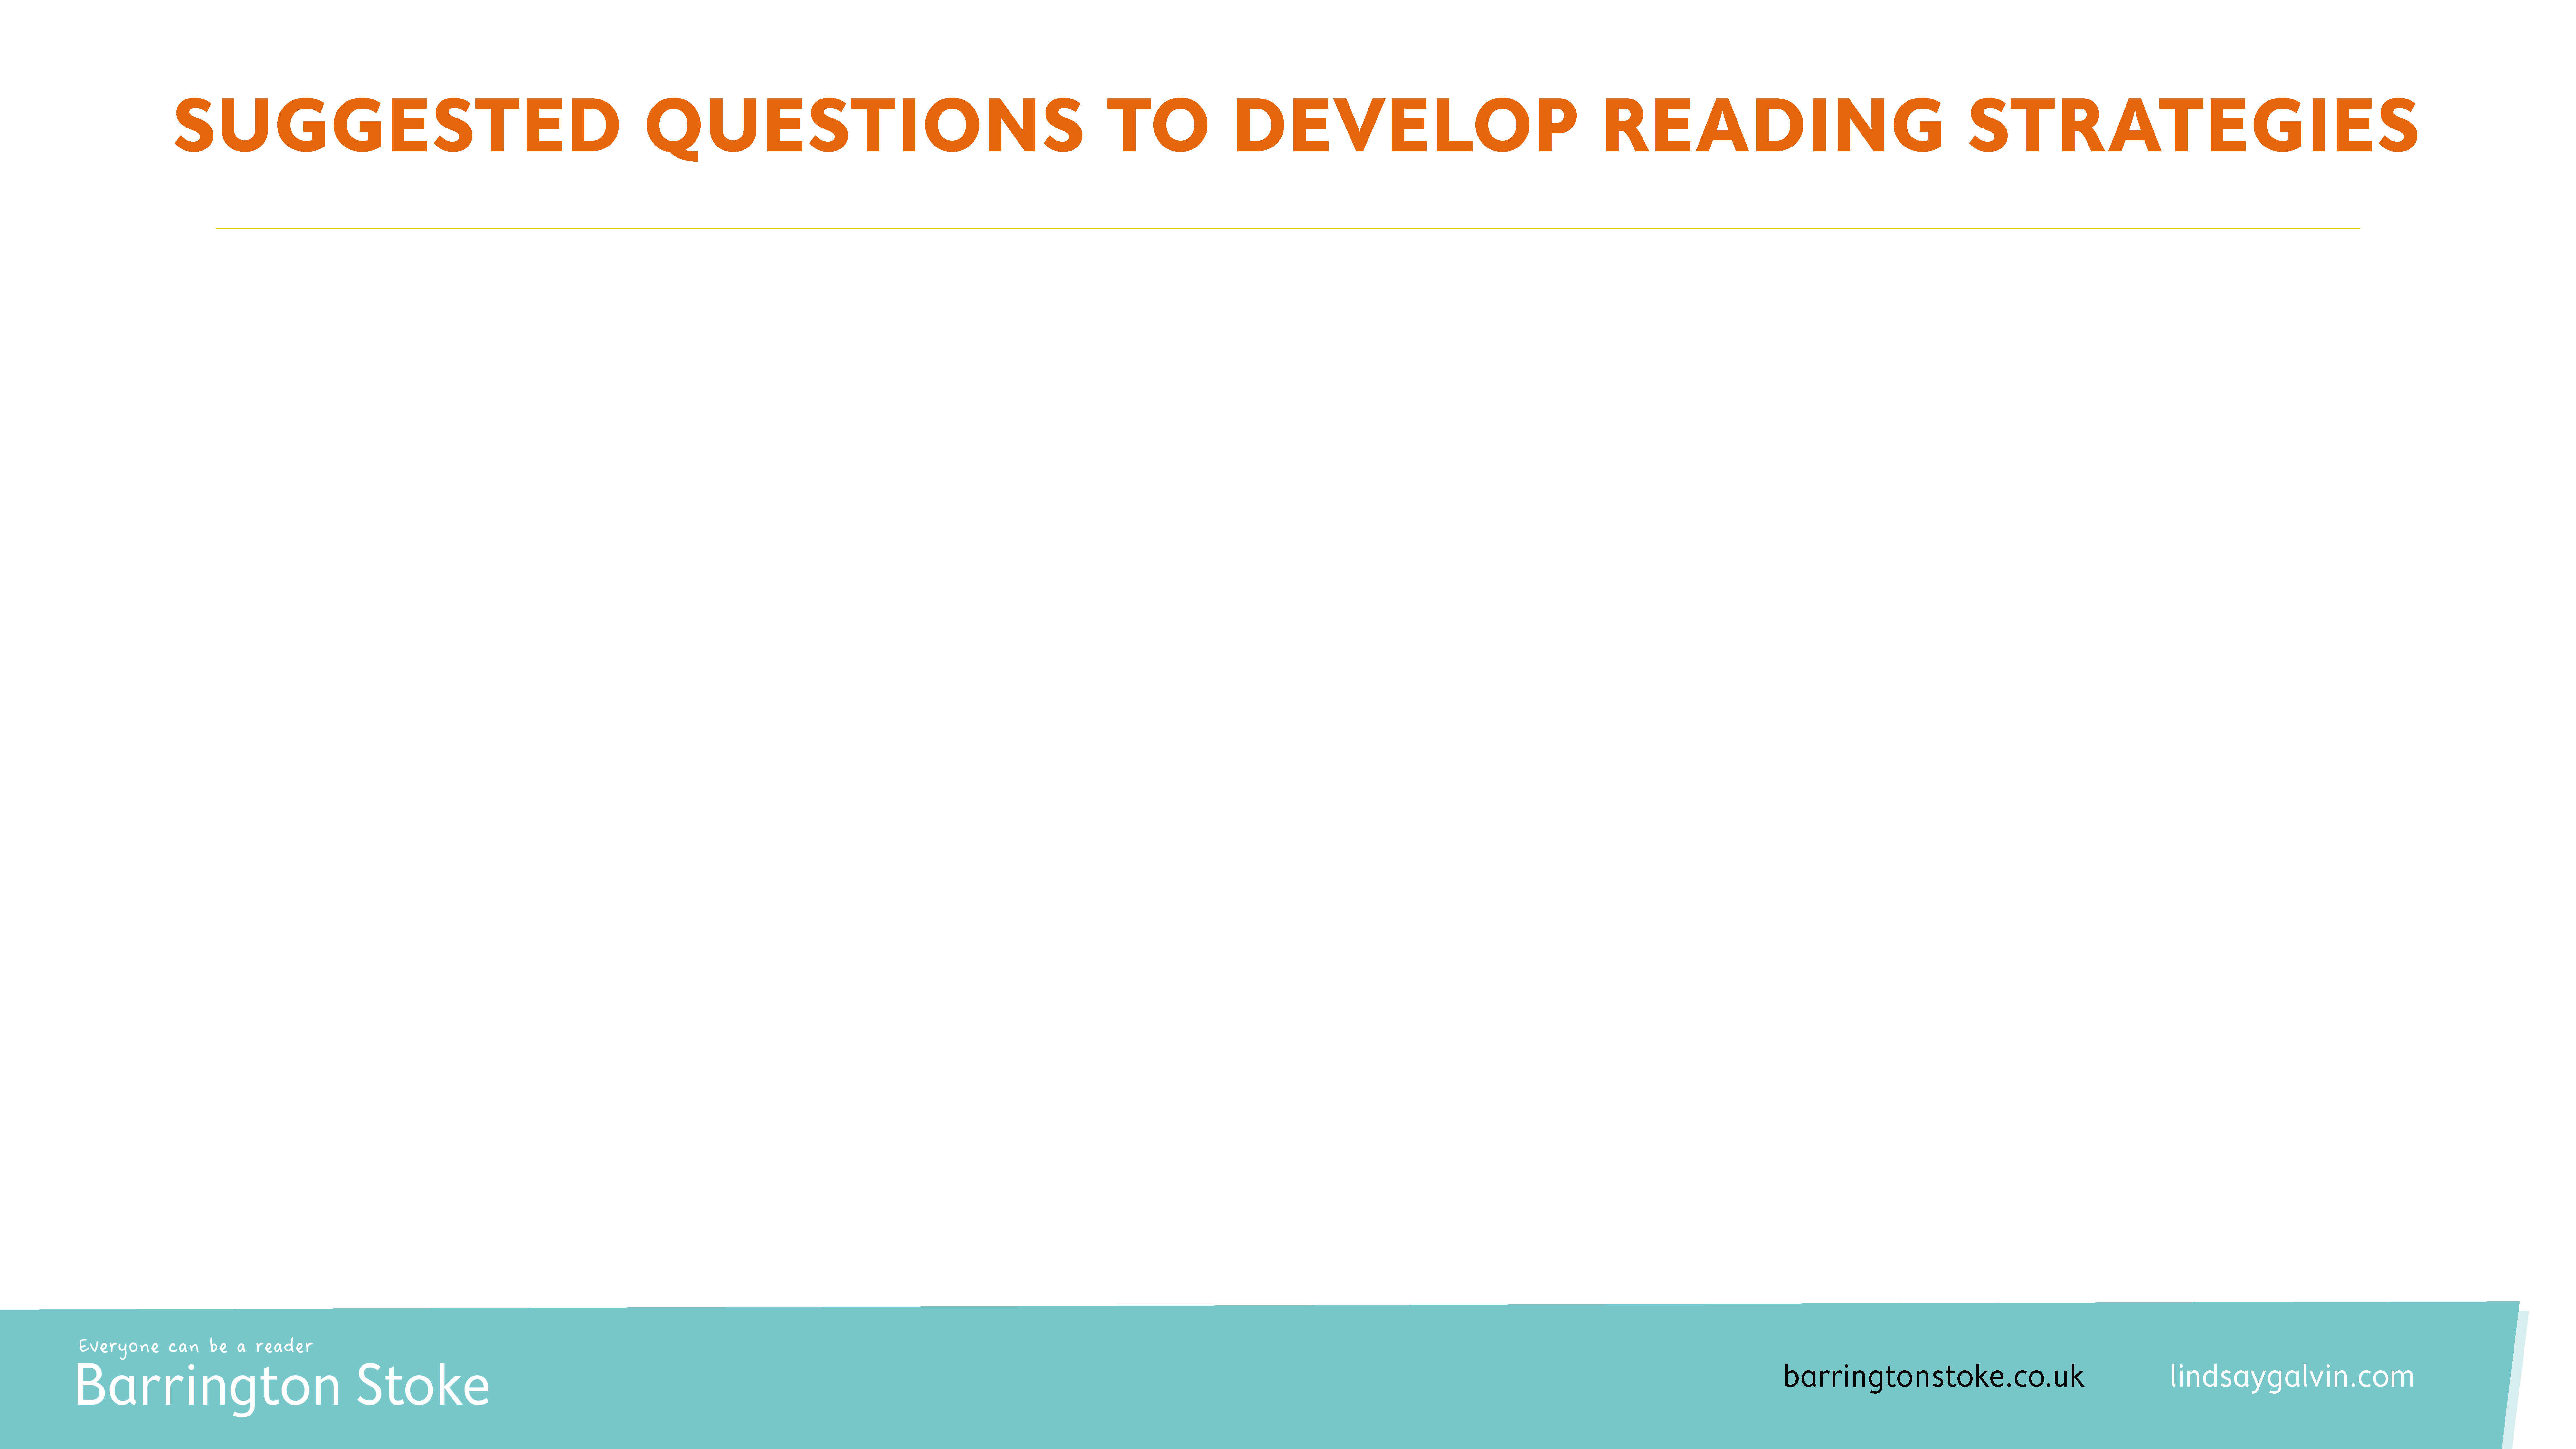 SUGGESTED QUESTIONS TO DEVELOP READING STRATEGIES
Everyone can be a reader
Barrington Stoke
barringtonstoke.co.uk
lindsaygalvin.com